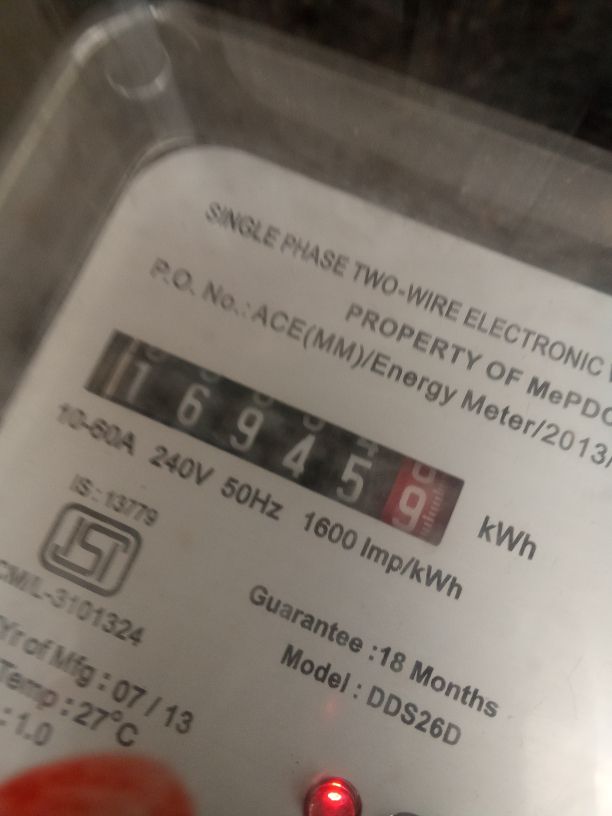 SINGLE PHASE TWO-WIRE ELECTRONIC
PROPERTY OF MePDC
P.O. No.: ACE(MM)/Energy Meter/2013/
169459 kWh
10-60A 240V 50Hz 1600 Imp/kWh
IS : 13779
ISI
CM/L-3101324
Guarantee :18 Months
Yr of Mfg : 07 / 13
Model : DDS26D
Temp : 27°C
: 1.0